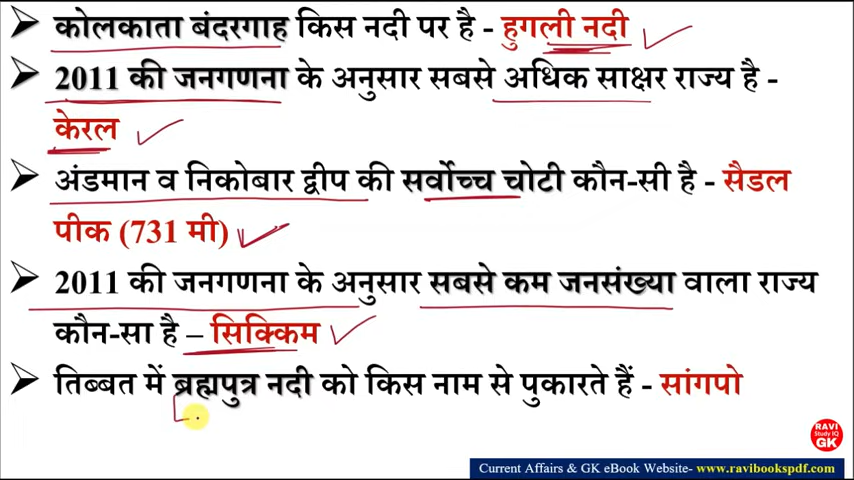 ➢ कोलकाता बंदरगाह किस नदी पर है - हुगली नदी
➢ 2011 की जनगणना के अनुसार सबसे अधिक साक्षर राज्य है -
केरल
➢ अंडमान व निकोबार द्वीप की सर्वोच्च चोटी कौन-सी है - सैडल
पीक (731 मी)
➢ 2011 की जनगणना के अनुसार सबसे कम जनसंख्या वाला राज्य
कौन-सा है – सिक्किम
➢ तिब्बत में ब्रह्मपुत्र नदी को किस नाम से पुकारते हैं - सांगपो
RAVI
Study IQ
GK
Current Affairs & GK eBook Website- www.ravibookspdf.com